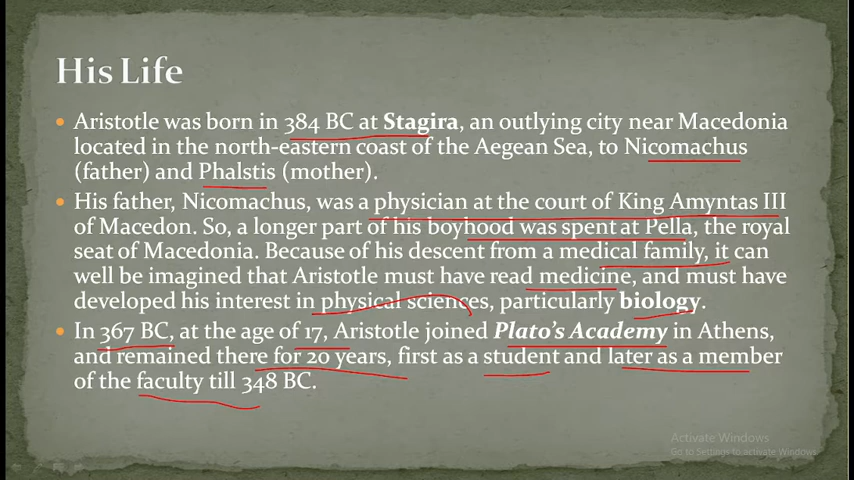 His Life
• Aristotle was born in 384 BC at Stagira, an outlying city near Macedonia
located in the north-eastern coast of the Aegean Sea, to Nicomachus
(father) and Phalstis (mother).
• His father, Nicomachus, was a physician at the court of King Amyntas III
of Macedon. So, a longer part of his boyhood was spent at Pella, the royal
seat of Macedonia. Because of his descent from a medical family, it can
well be imagined that Aristotle must have read medicine, and must have
developed his interest in physical sciences, particularly biology.
• In 367 BC, at the age of 17, Aristotle joined Plato's Academy in Athens,
and remained there for 20 years, first as a student and later as a member
of the faculty till 348 BC.
Activate Windows
Go to Settings to activate Windows.